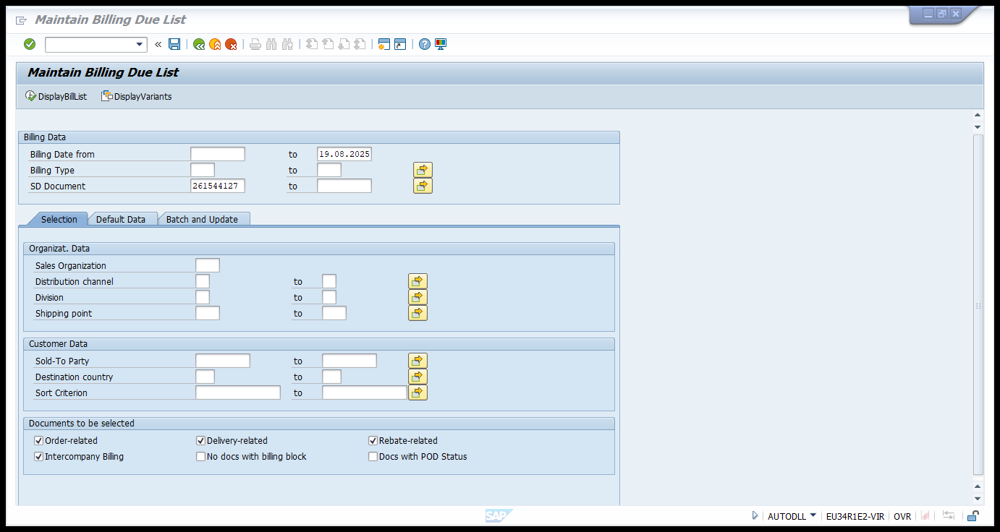 Maintain Billing Due List
Maintain Billing Due List
DisplayBillList DisplayVariants
Billing Data
Billing Date from to 19.08.2025
Billing Type to
SD Document 261544127 to
Selection Default Data Batch and Update
Organizat. Data
Sales Organization
Distribution channel to
Division to
Shipping point to
Customer Data
Sold-To Party to
Destination country to
Sort Criterion to
Documents to be selected
Order-related Delivery-related Rebate-related
Intercompany Billing No docs with billing block Docs with POD Status
SAP AUTODLL EU34R1E2-VIR OVR